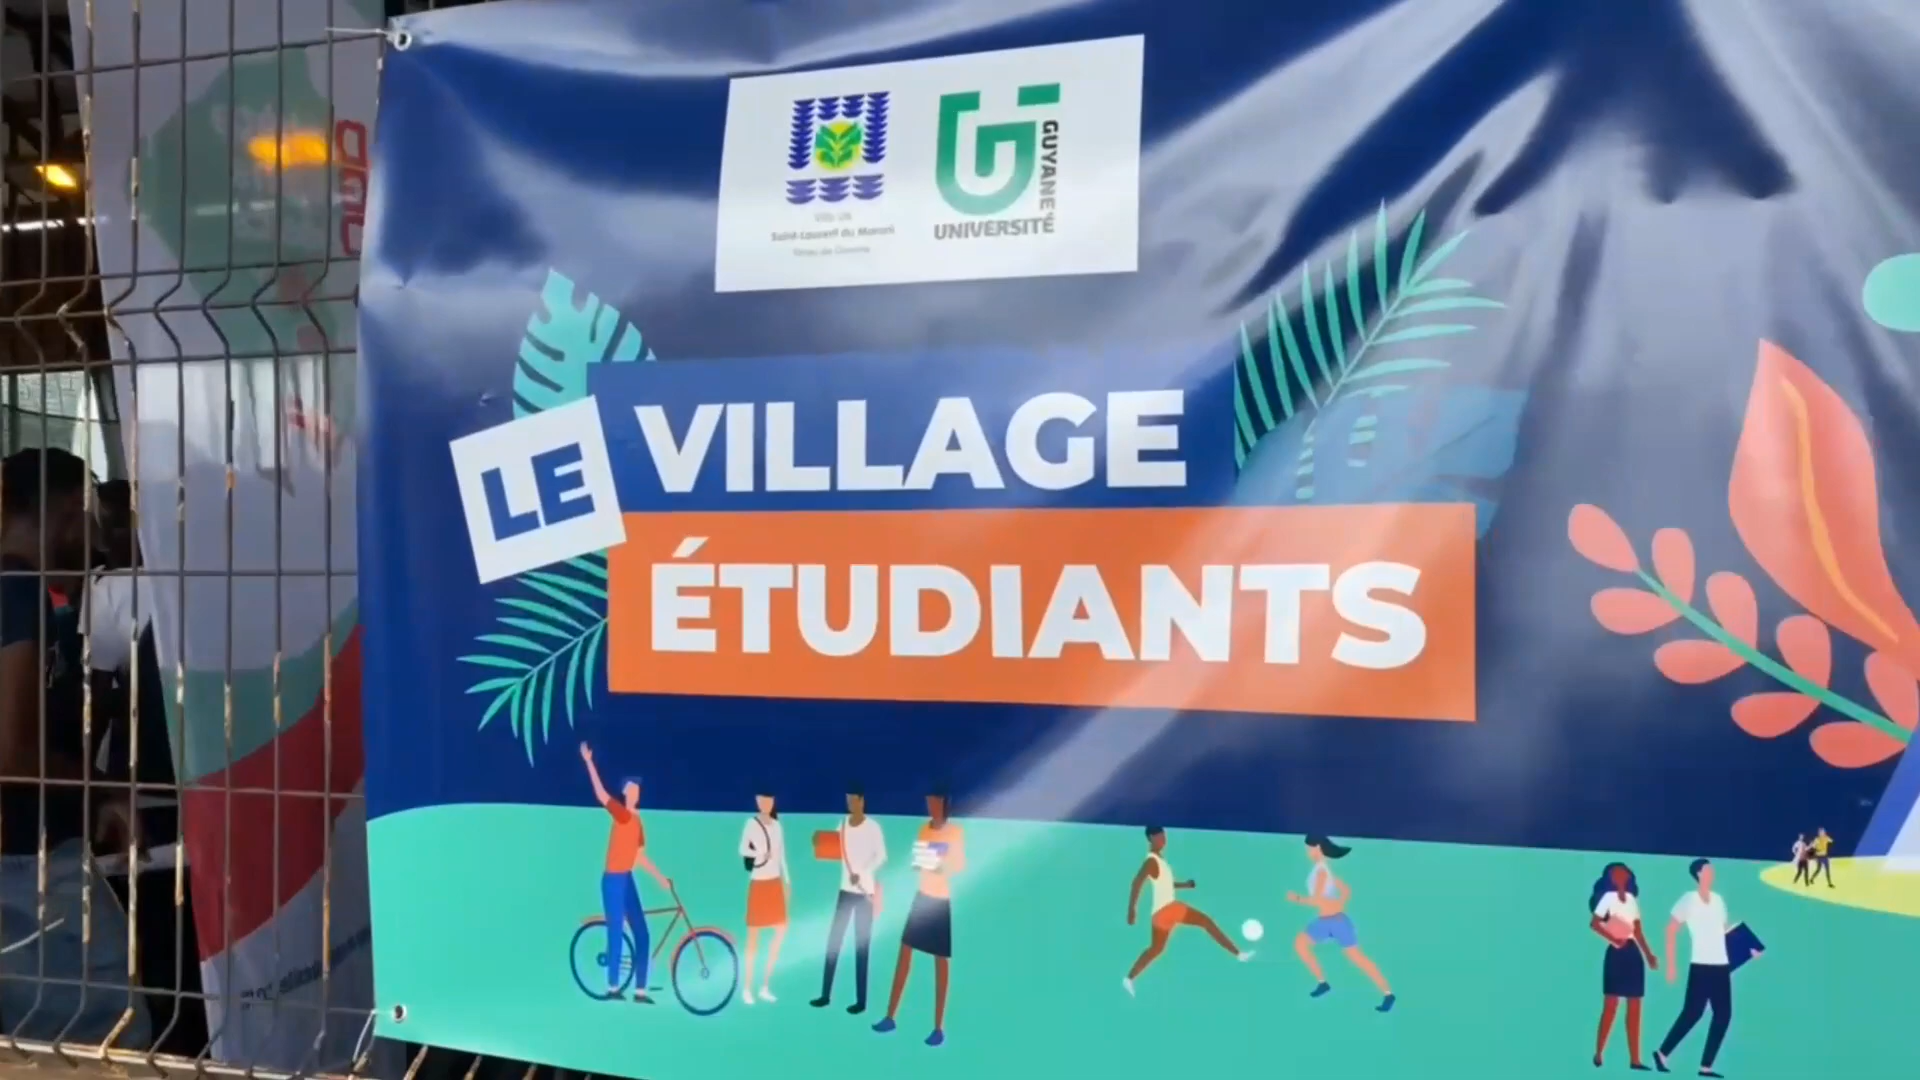 Ville de
Saint-Laurent du Maroni
GUYANE
UNIVERSITÉ
LE
VILLAGE
ÉTUDIANTS